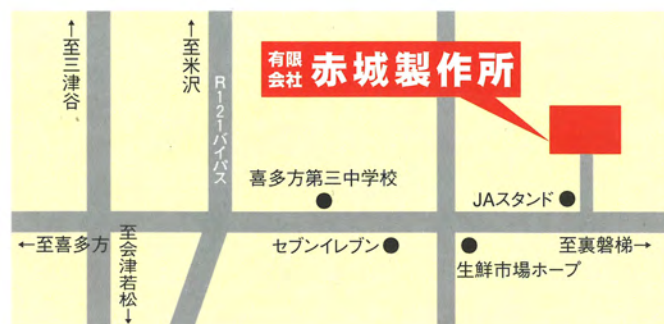 ↑至三津谷
↑至米沢
R121バイパス
有限会社 赤城製作所
喜多方第三中学校
JAスタンド
←至喜多方
至会津若松↓
セブンイレブン
生鮮市場ホープ
至裏磐梯→